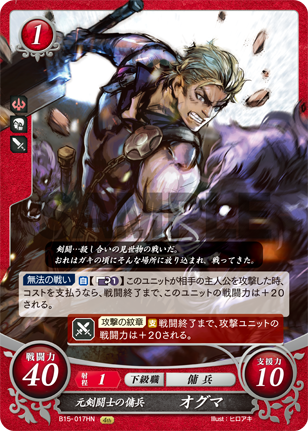 1
剣闘…殺し合いの見世物の戦いだ。
おれはガキの頃にそんな場所に放り込まれ、戦ってきた。
無法の戦い 自 【1】このユニットが相手の主人公を攻撃した時、
コストを支払うなら、戦闘終了まで、このユニットの戦闘力は+20
される。
攻撃の紋章 支 戦闘終了まで、攻撃ユニット
の戦闘力は+20される。
戦闘力
40
射程 1 下級職 傭兵
支援力
10
元剣闘士の傭兵 オグマ
B15-017HN
Illust:ヒロアキ